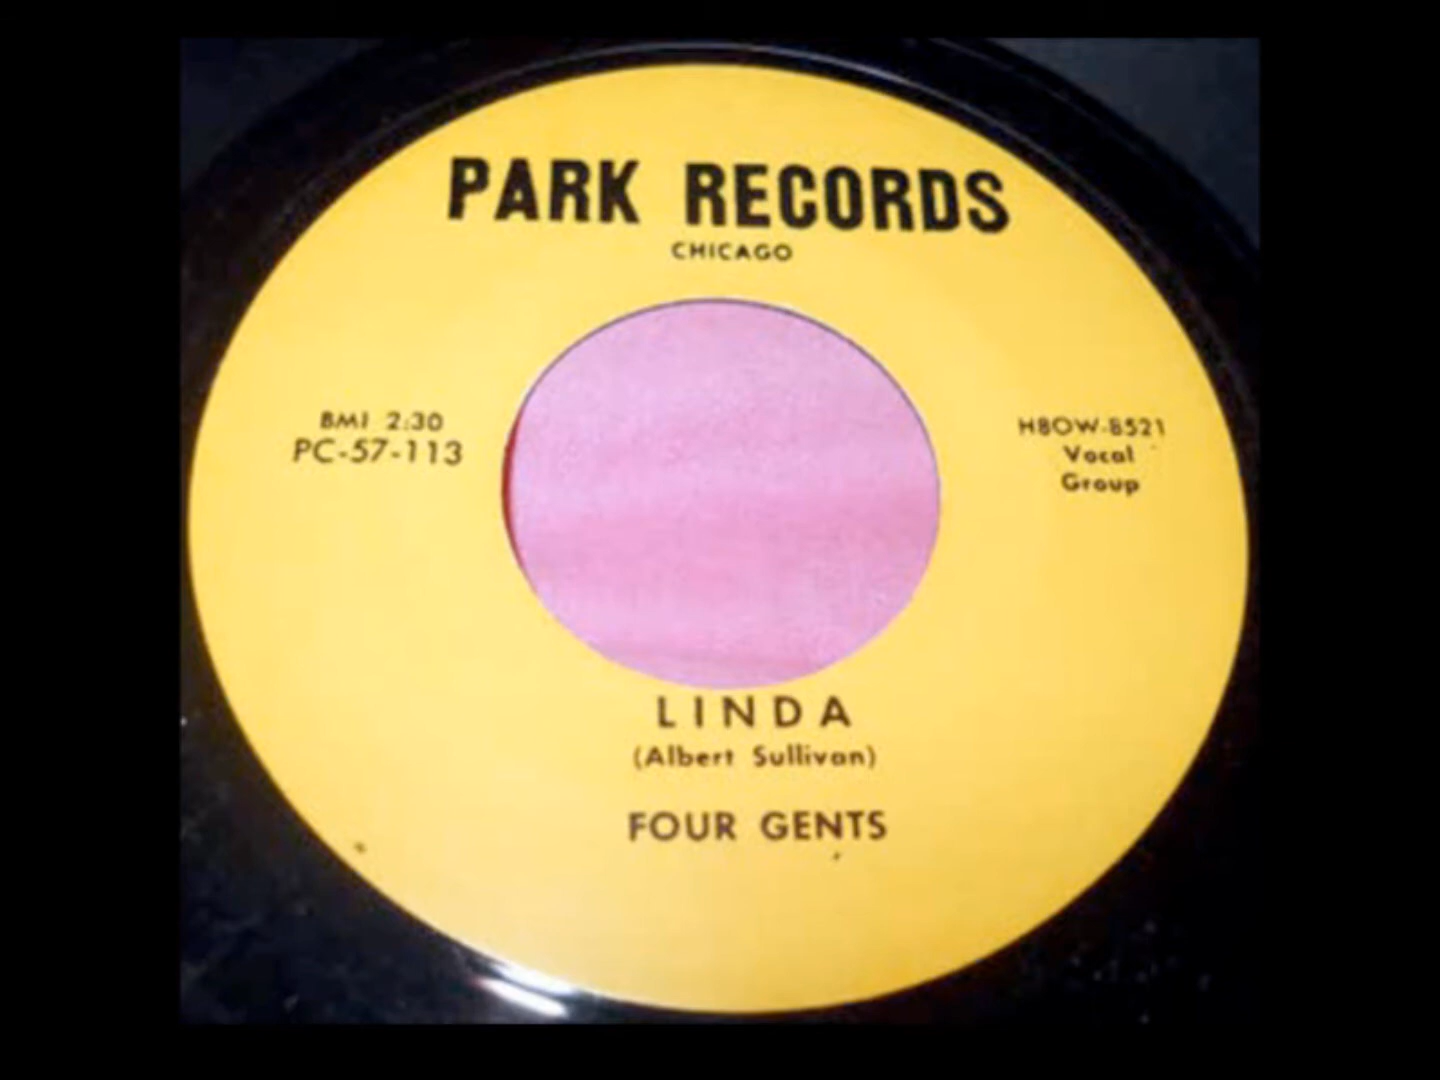 PARK RECORDS
CHICAGO
BMI 2:30
PC-57-113
H8OW-8521
Vocal
Group
LINDA
(Albert Sullivan)
FOUR GENTS